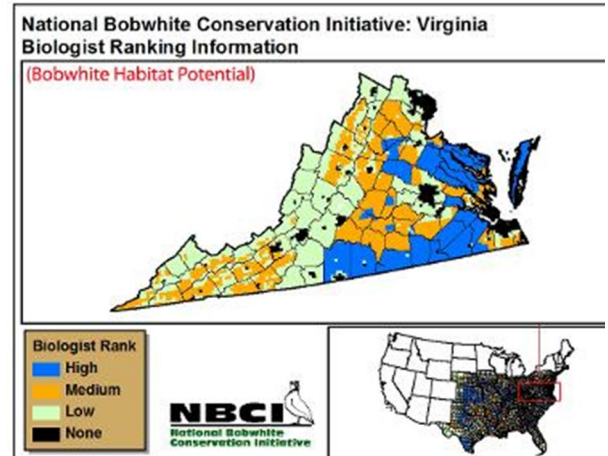 National Bobwhite Conservation Initiative: Virginia
Biologist Ranking Information
(Bobwhite Habitat Potential)
Biologist Rank
High
Medium
Low
None
NBCI
National Bobwhite
Conservation Initiative